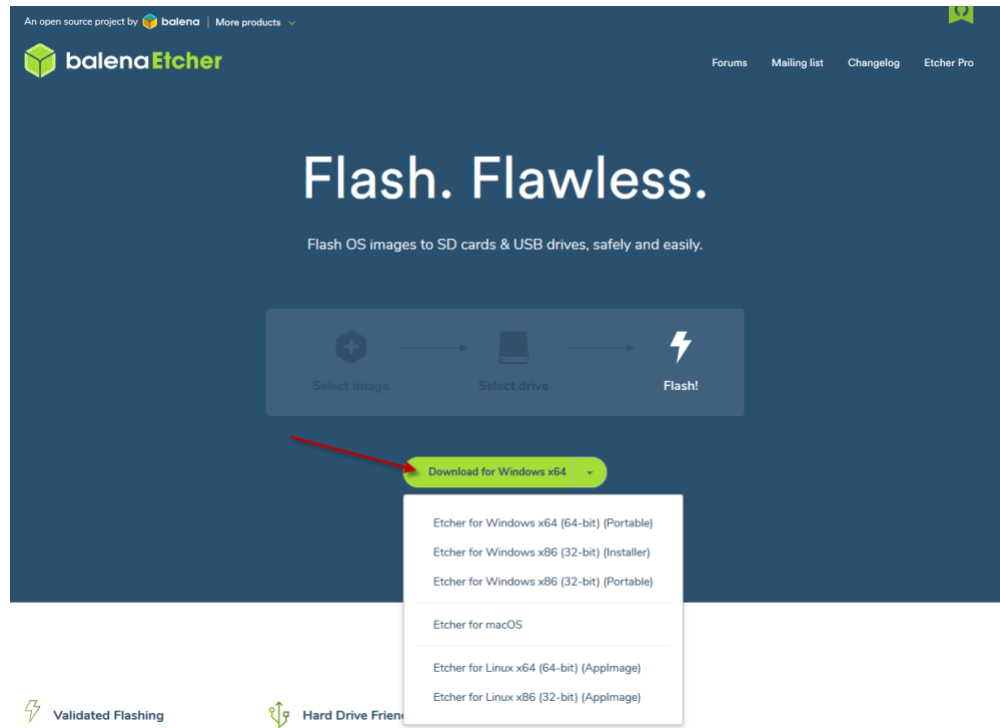 An open source project by balena | More products
balenaEtcher
Forums Mailing list Changelog Etcher Pro
Flash. Flawless.
Flash OS images to SD cards & USB drives, safely and easily.
Select image Select drive Flash!
Download for Windows x64
Etcher for Windows x64 (64-bit) (Portable)
Etcher for Windows x86 (32-bit) (Installer)
Etcher for Windows x86 (32-bit) (Portable)
Etcher for macOS
Etcher for Linux x64 (64-bit) (AppImage)
Etcher for Linux x86 (32-bit) (AppImage)
Validated Flashing Hard Drive Frien